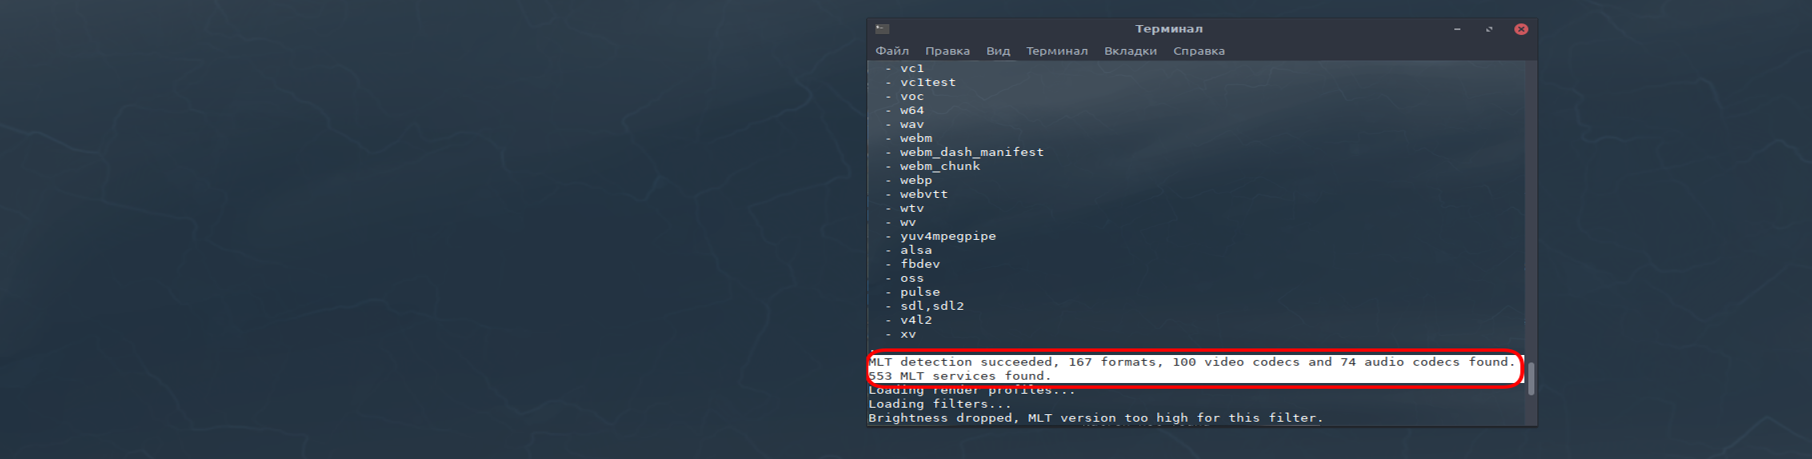 Терминал
Файл Правка Вид Терминал Вкладки Справка
- vc1
- vc1test
- voc
- w64
- wav
- webm
- webm_dash_manifest
- webm_chunk
- webp
- webvtt
- wtv
- wv
- yuv4mpegpipe
- alsa
- fbdev
- oss
- pulse
- sdl,sdl2
- v4l2
- xv
MLT detection succeeded, 167 formats, 100 video codecs and 74 audio codecs found.
553 MLT services found.
Loading render profiles...
Loading filters...
Brightness dropped, MLT version too high for this filter.